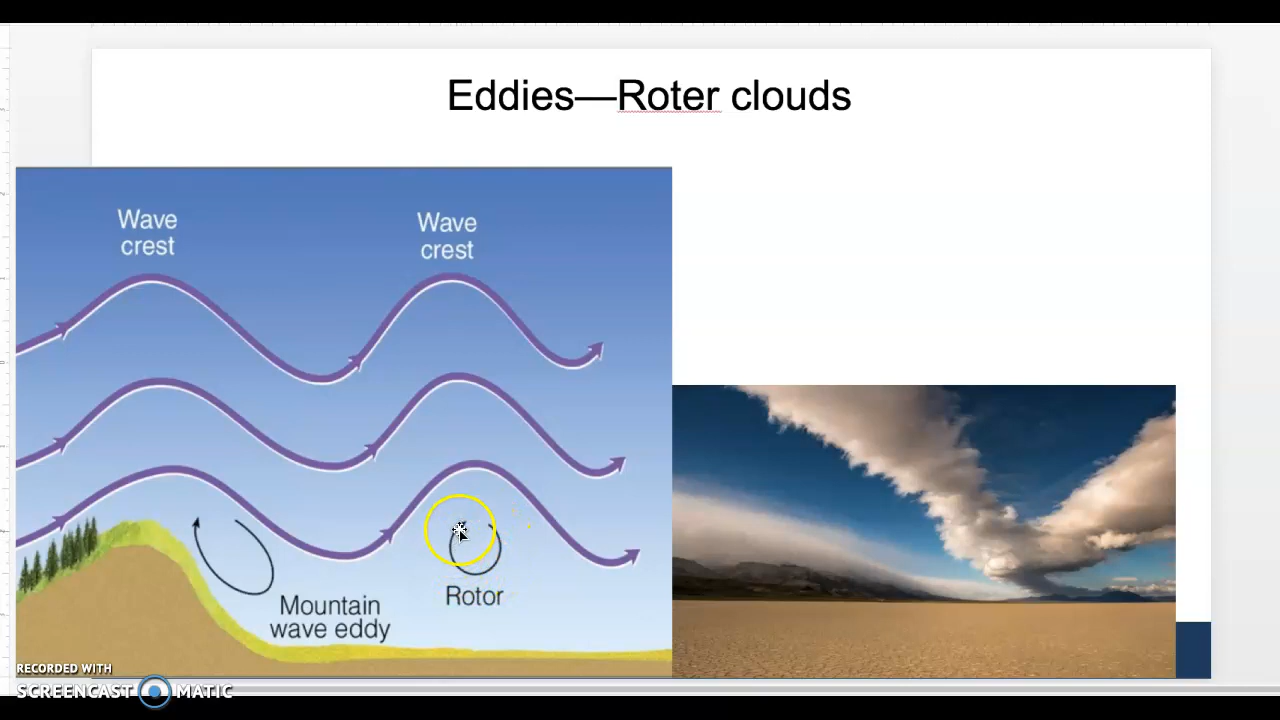 Eddies—Roter clouds
Wave
crest
Wave
crest
Mountain
wave eddy
Rotor
RECORDED WITH
SCREENCAST MATIC